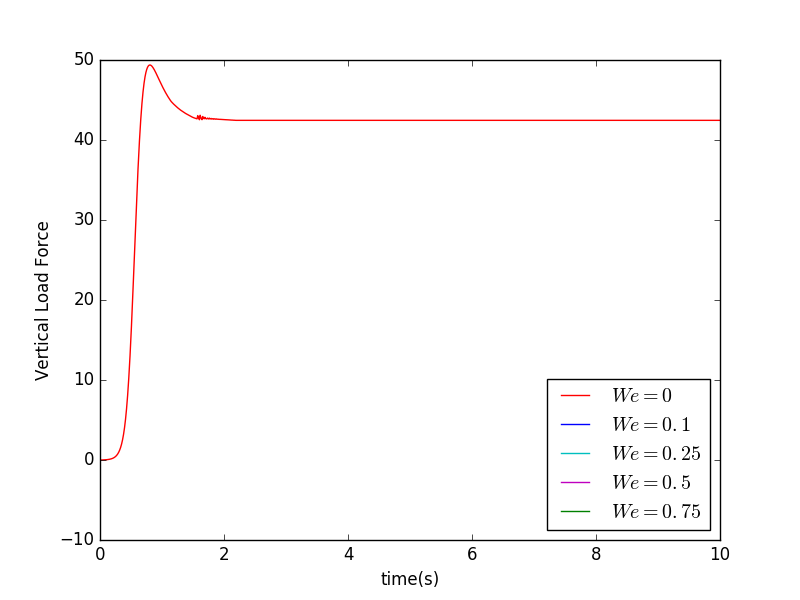 50
40
30
20
10
0
−10
Vertical Load Force
0 2 4 6 8 10
time(s)
We = 0
We = 0.1
We = 0.25
We = 0.5
We = 0.75